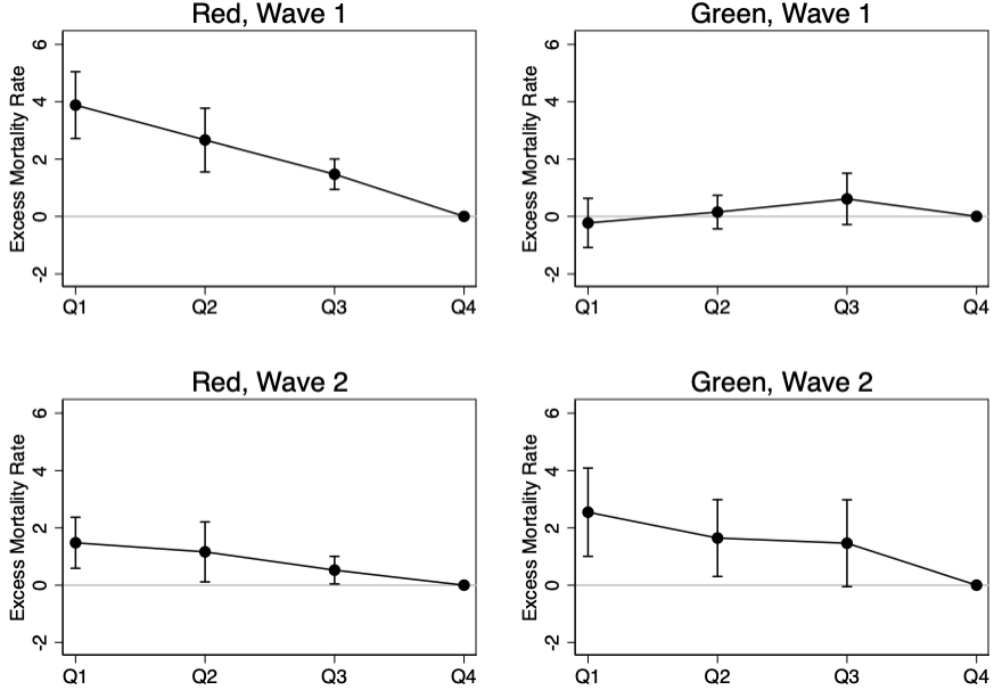 Red, Wave 1
Excess Mortality Rate
6
4
2
0
-2
Q1 Q2 Q3 Q4
Green, Wave 1
Excess Mortality Rate
6
4
2
0
-2
Q1 Q2 Q3 Q4
Red, Wave 2
Excess Mortality Rate
6
4
2
0
-2
Q1 Q2 Q3 Q4
Green, Wave 2
Excess Mortality Rate
6
4
2
0
-2
Q1 Q2 Q3 Q4